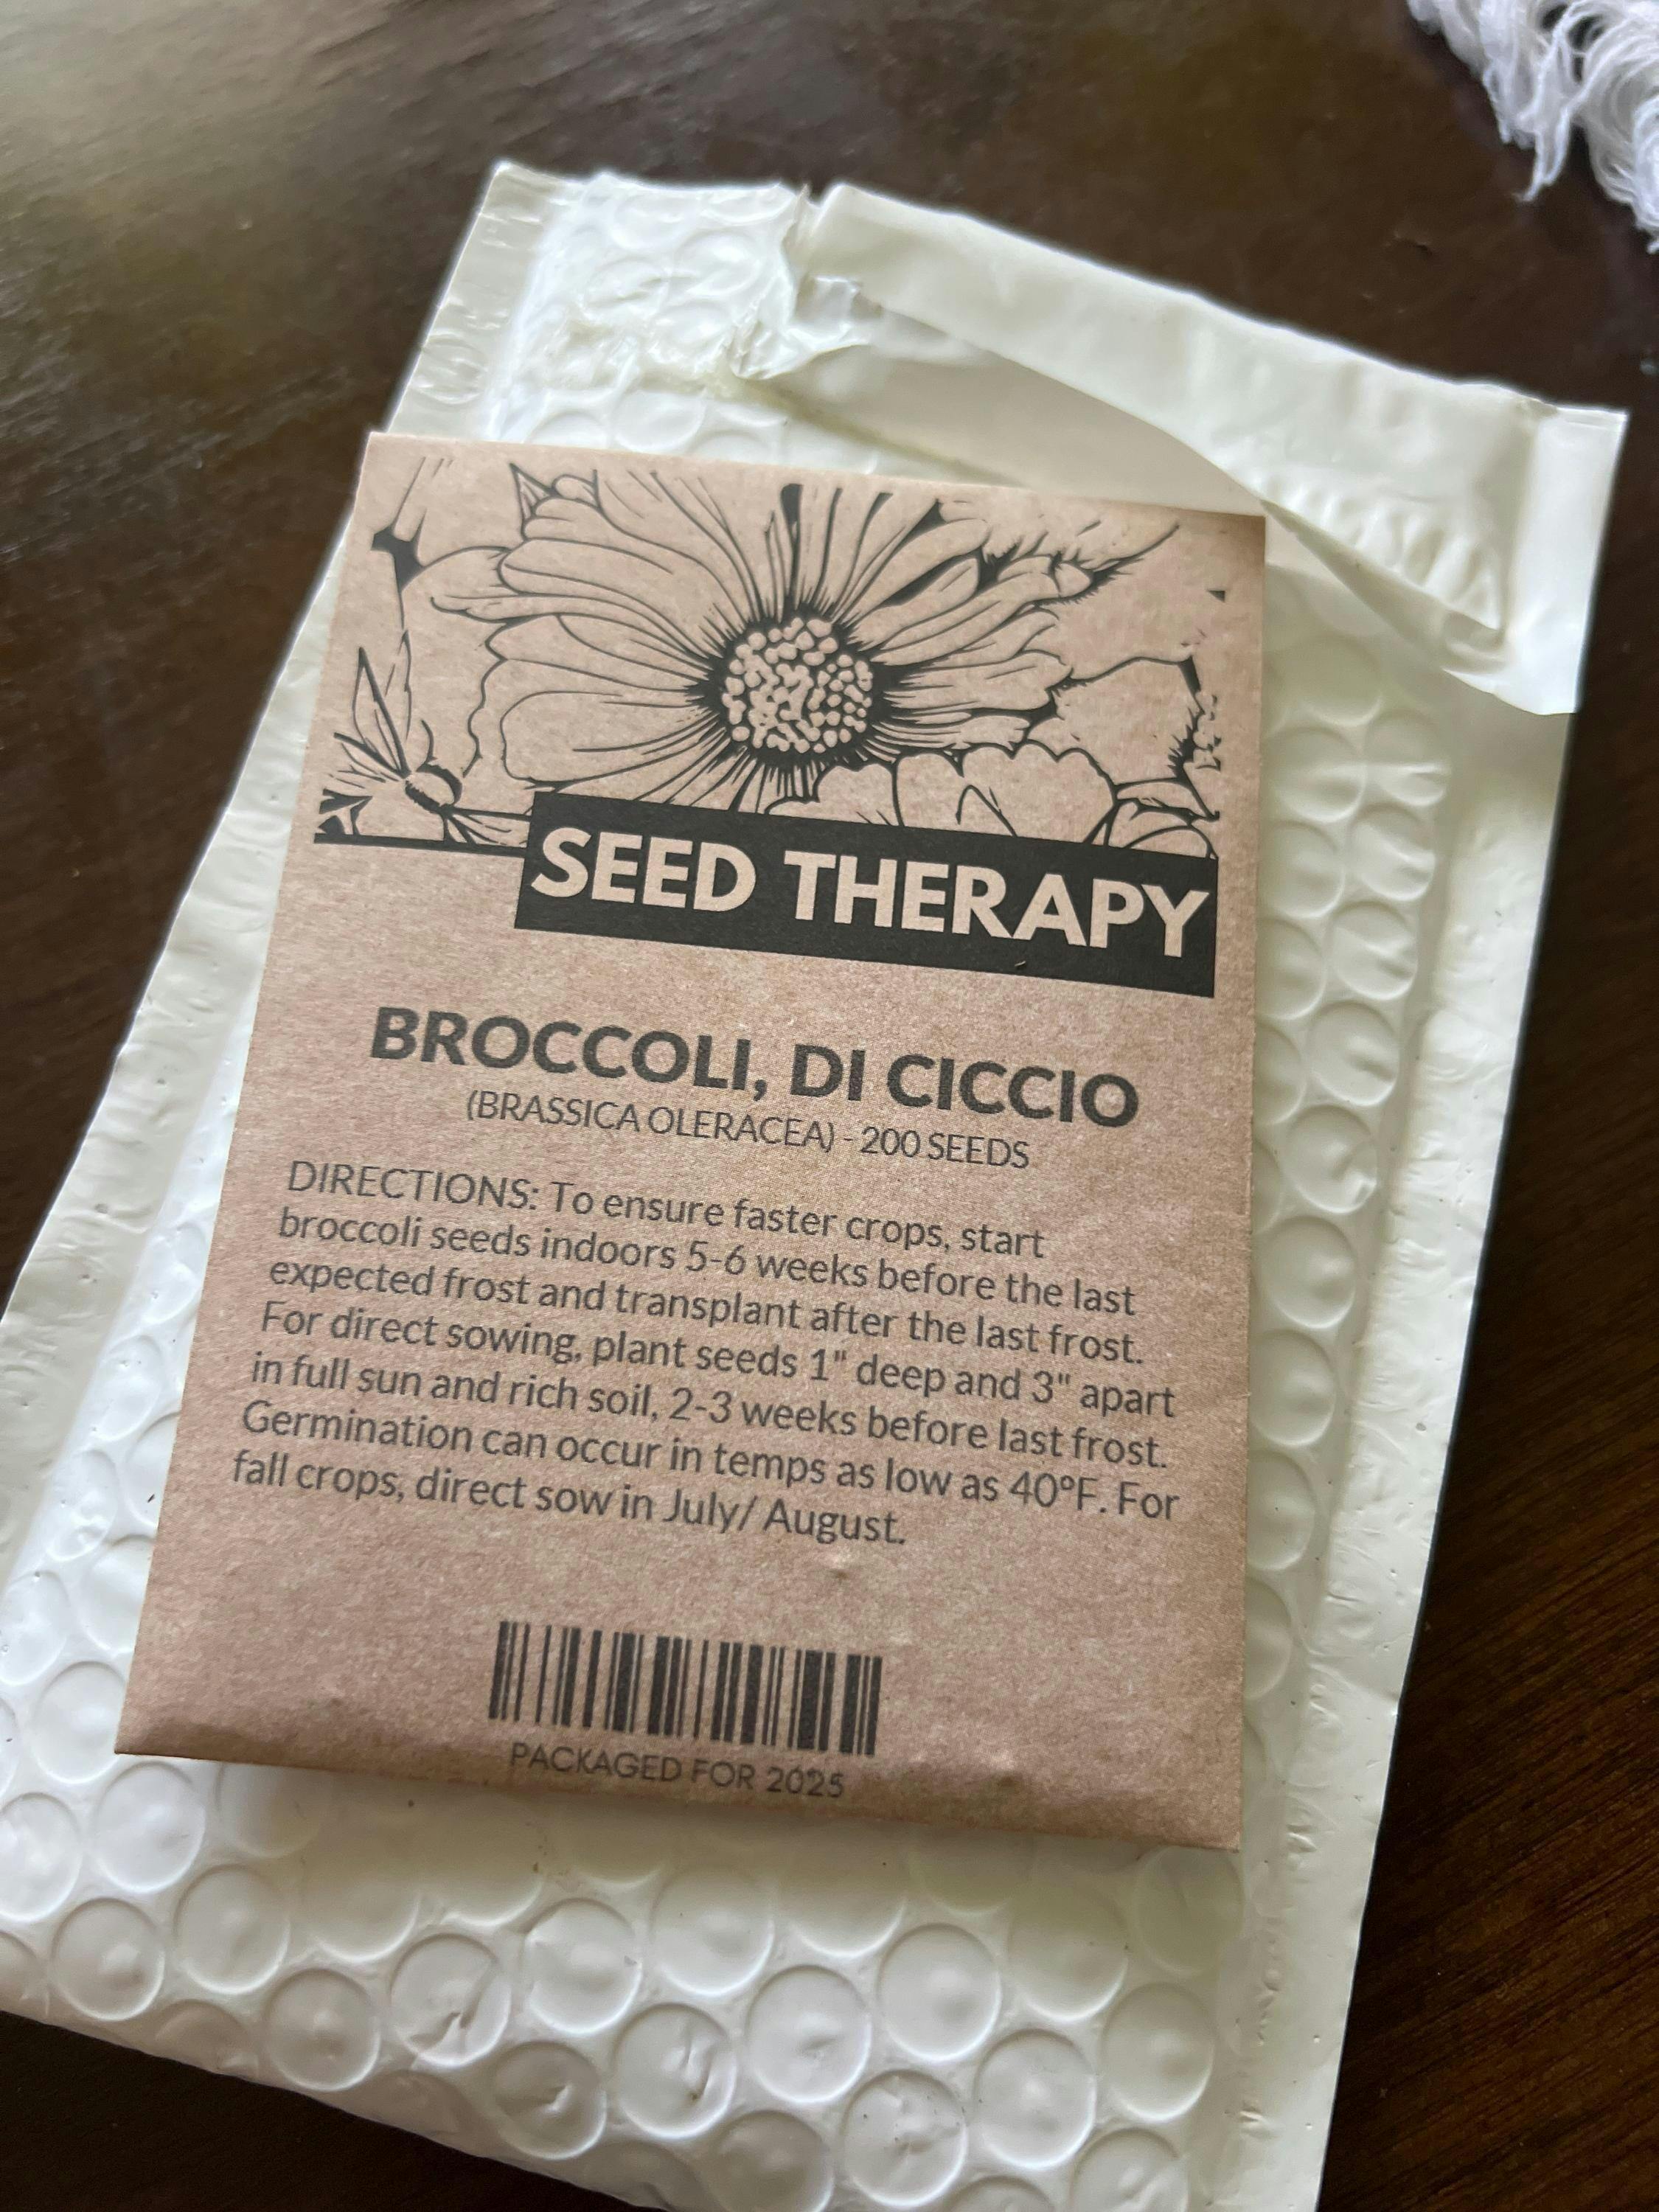 SEED THERAPY
BROCCOLI, DI CICCIO
(BRASSICA OLERACEA) - 200 SEEDS
DIRECTIONS: To ensure faster crops, start
broccoli seeds indoors 5-6 weeks before the last
expected frost and transplant after the last frost.
For direct sowing, plant seeds 1" deep and 3" apart
in full sun and rich soil, 2-3 weeks before last frost.
Germination can occur in temps as low as 40°F. For
fall crops, direct sow in July/ August.
PACKAGED FOR 2025